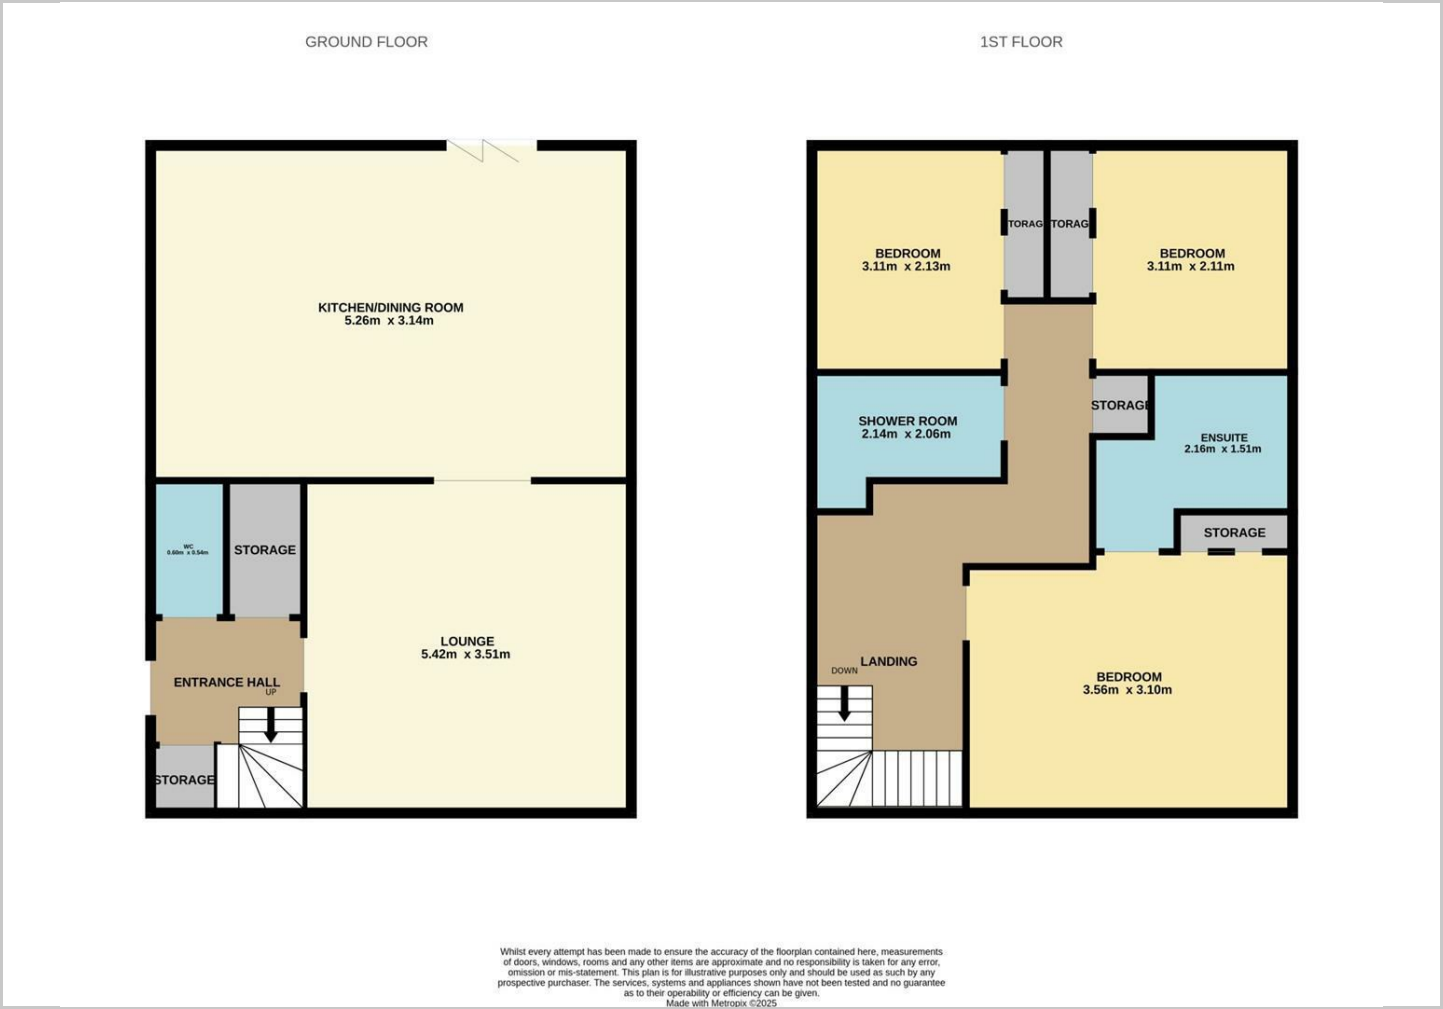 GROUND FLOOR
1ST FLOOR
KITCHEN/DINING ROOM
5.26m x 3.14m
WC
0.60m x 0.54m
STORAGE
LOUNGE
5.42m x 3.51m
ENTRANCE HALL
UP
STORAGE
BEDROOM
3.11m x 2.13m
TORAG
TORAG
BEDROOM
3.11m x 2.11m
SHOWER ROOM
2.14m x 2.06m
STORAGE
ENSUITE
2.16m x 1.51m
STORAGE
LANDING
DOWN
BEDROOM
3.56m x 3.10m
Whilst every attempt has been made to ensure the accuracy of the floorplan contained here, measurements
of doors, windows, rooms and any other items are approximate and no responsibility is taken for any error,
omission or mis-statement. This plan is for illustrative purposes only and should be used as such by any
prospective purchaser. The services, systems and appliances shown have not been tested and no guarantee
as to their operability or efficiency can be given.
Made with Metropix ©2025